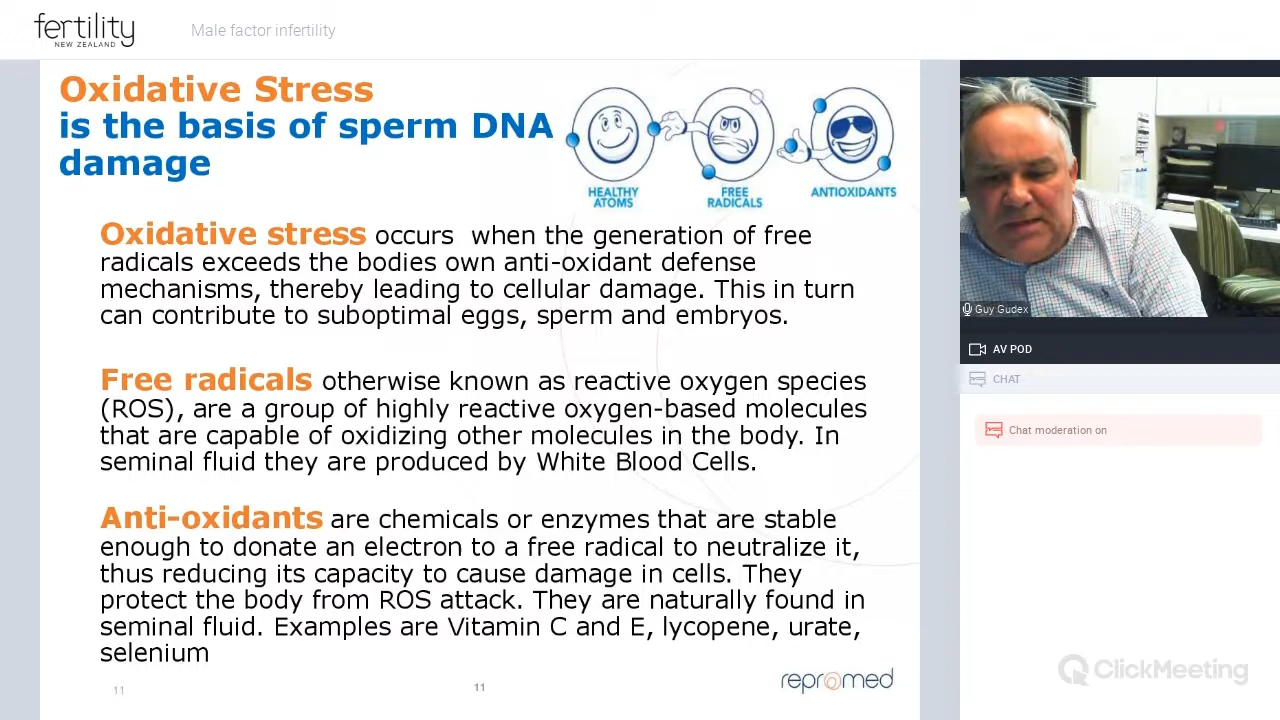 fertility
NEW ZEALAND
Male factor infertility
Oxidative Stress
is the basis of sperm DNA
damage
HEALTHY
ATOMS
FREE
RADICALS
ANTIOXIDANTS
Oxidative stress occurs when the generation of free
radicals exceeds the bodies own anti-oxidant defense
mechanisms, thereby leading to cellular damage. This in turn
can contribute to suboptimal eggs, sperm and embryos.
Free radicals otherwise known as reactive oxygen species
(ROS), are a group of highly reactive oxygen-based molecules
that are capable of oxidizing other molecules in the body. In
seminal fluid they are produced by White Blood Cells.
Anti-oxidants are chemicals or enzymes that are stable
enough to donate an electron to a free radical to neutralize it,
thus reducing its capacity to cause damage in cells. They
protect the body from ROS attack. They are naturally found in
seminal fluid. Examples are Vitamin C and E, lycopene, urate,
selenium
11
11
repromed
Guy Gudex
AV POD
CHAT
Chat moderation on
ClickMeeting